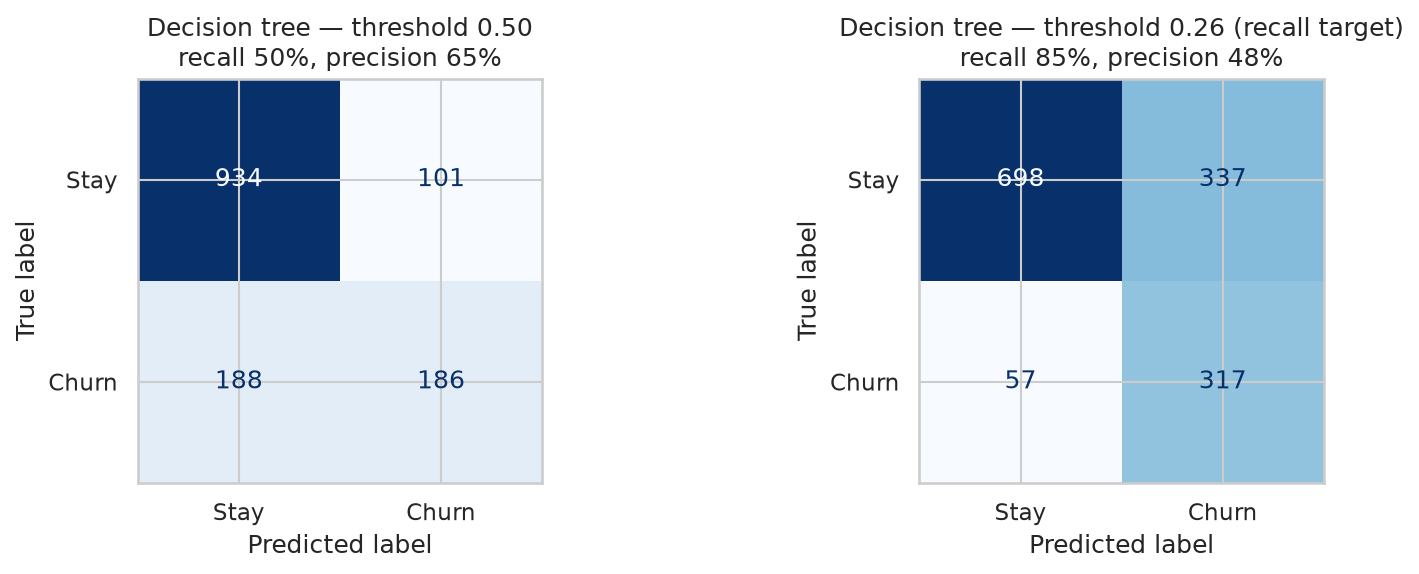 Decision tree — threshold 0.50
recall 50%, precision 65%
True label
Stay
934 101
Churn
188 186
Stay Churn
Predicted label
Decision tree — threshold 0.26 (recall target)
recall 85%, precision 48%
True label
Stay
698 337
Churn
57 317
Stay Churn
Predicted label